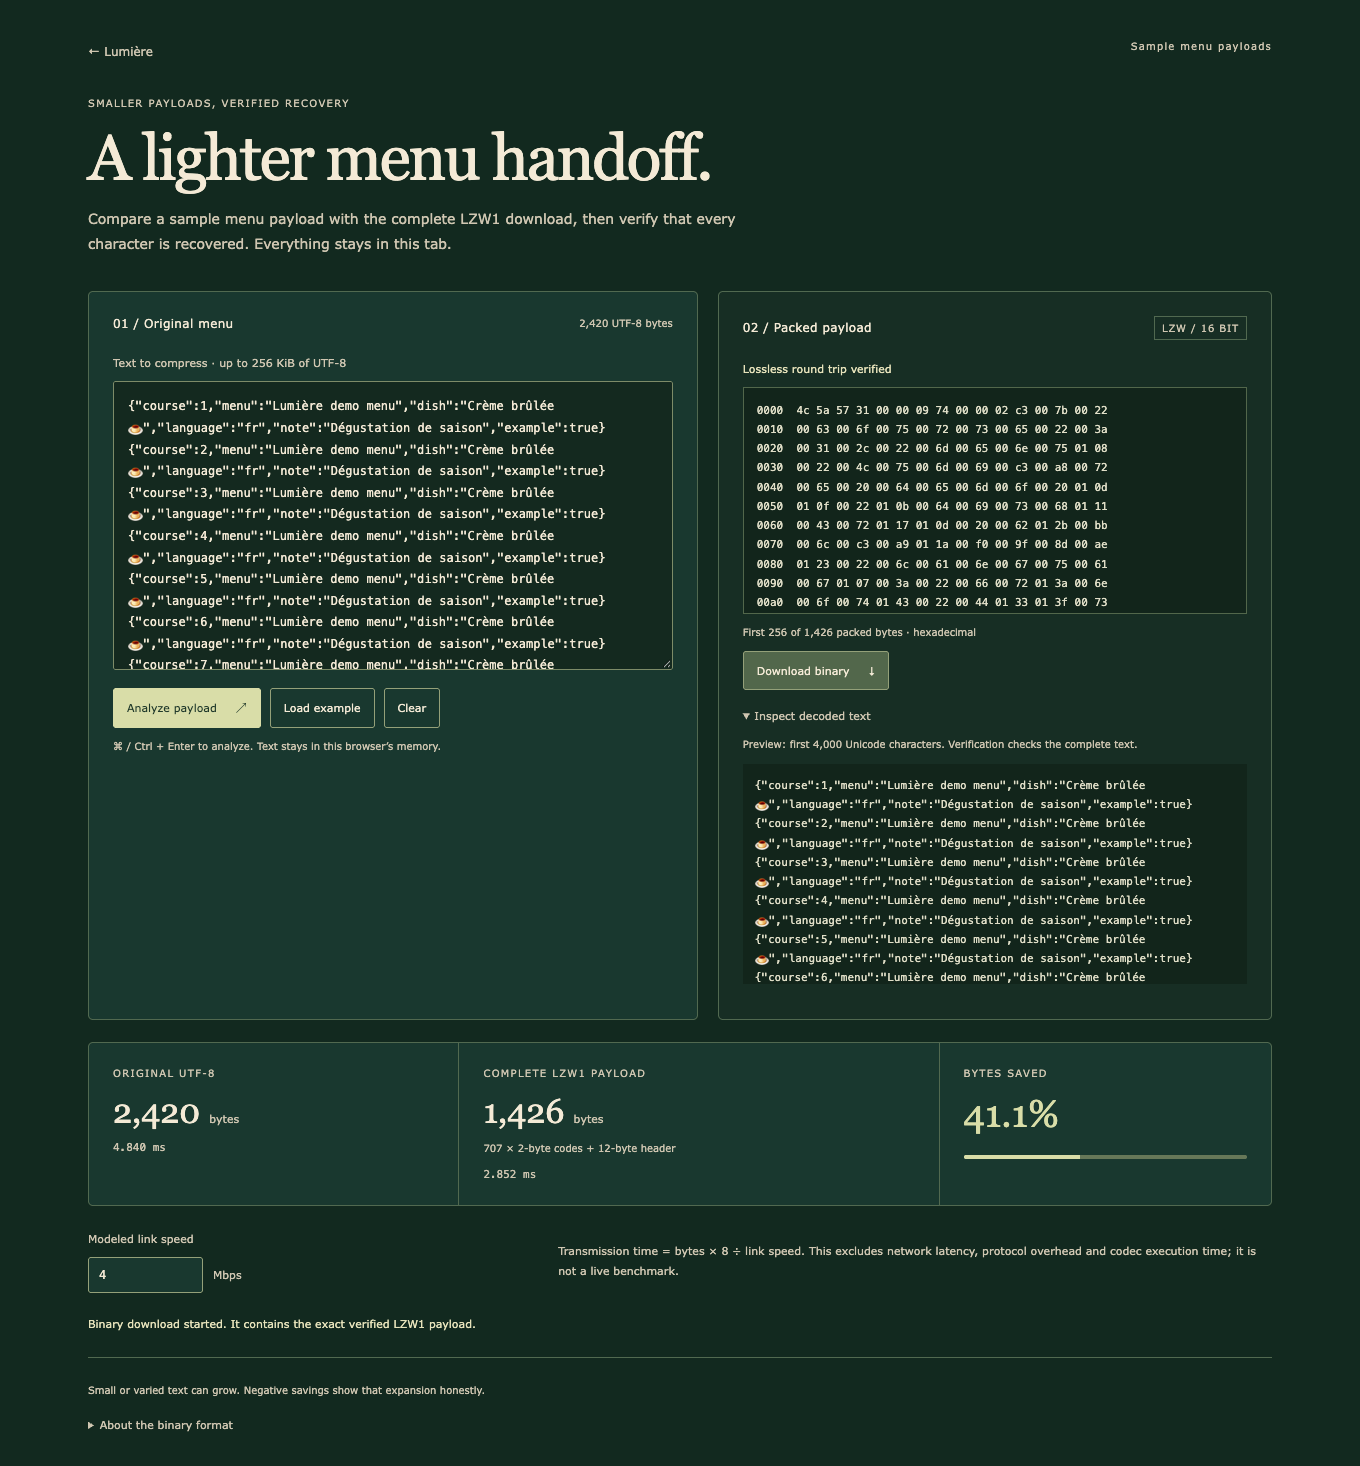 ← Lumière
Sample menu payloads
SMALLER PAYLOADS, VERIFIED RECOVERY
A lighter menu handoff.
Compare a sample menu payload with the complete LZW1 download, then verify that every
character is recovered. Everything stays in this tab.
01 / Original menu
2,420 UTF-8 bytes
Text to compress · up to 256 KiB of UTF-8
{"course":1,"menu":"Lumière demo menu","dish":"Crème brûlée
🍮","language":"fr","note":"Dégustation de saison","example":true}
{"course":2,"menu":"Lumière demo menu","dish":"Crème brûlée
🍮","language":"fr","note":"Dégustation de saison","example":true}
{"course":3,"menu":"Lumière demo menu","dish":"Crème brûlée
🍮","language":"fr","note":"Dégustation de saison","example":true}
{"course":4,"menu":"Lumière demo menu","dish":"Crème brûlée
🍮","language":"fr","note":"Dégustation de saison","example":true}
{"course":5,"menu":"Lumière demo menu","dish":"Crème brûlée
🍮","language":"fr","note":"Dégustation de saison","example":true}
{"course":6,"menu":"Lumière demo menu","dish":"Crème brûlée
🍮","language":"fr","note":"Dégustation de saison","example":true}
{"course":7,"menu":"Lumière demo menu","dish":"Crème brûlée
Analyze payload ↗
Load example
Clear
⌘ / Ctrl + Enter to analyze. Text stays in this browser’s memory.
02 / Packed payload
LZW / 16 BIT
Lossless round trip verified
0000 4c 5a 57 31 00 00 09 74 00 00 02 c3 00 7b 00 22
0010 00 63 00 6f 00 75 00 72 00 73 00 65 00 22 00 3a
0020 00 31 00 2c 00 22 00 6d 00 65 00 6e 00 75 01 08
0030 00 22 00 4c 00 75 00 6d 00 69 00 c3 00 a8 00 72
0040 00 65 00 20 00 64 00 65 00 6d 00 6f 00 20 01 0d
0050 01 0f 00 22 01 0b 00 64 00 69 00 73 00 68 01 11
0060 00 43 00 72 01 17 01 0d 00 20 00 62 01 2b 00 bb
0070 00 6c 00 c3 00 a9 01 1a 00 f0 00 9f 00 8d 00 ae
0080 01 23 00 22 00 6c 00 61 00 6e 00 67 00 75 00 61
0090 00 67 01 07 00 3a 00 22 00 66 00 72 01 3a 00 6e
00a0 00 6f 00 74 01 43 00 22 00 44 01 33 01 3f 00 73
First 256 of 1,426 packed bytes · hexadecimal
Download binary ↓
▼ Inspect decoded text
Preview: first 4,000 Unicode characters. Verification checks the complete text.
{"course":1,"menu":"Lumière demo menu","dish":"Crème brûlée
🍮","language":"fr","note":"Dégustation de saison","example":true}
{"course":2,"menu":"Lumière demo menu","dish":"Crème brûlée
🍮","language":"fr","note":"Dégustation de saison","example":true}
{"course":3,"menu":"Lumière demo menu","dish":"Crème brûlée
🍮","language":"fr","note":"Dégustation de saison","example":true}
{"course":4,"menu":"Lumière demo menu","dish":"Crème brûlée
🍮","language":"fr","note":"Dégustation de saison","example":true}
{"course":5,"menu":"Lumière demo menu","dish":"Crème brûlée
🍮","language":"fr","note":"Dégustation de saison","example":true}
{"course":6,"menu":"Lumière demo menu","dish":"Crème brûlée
ORIGINAL UTF-8
2,420 bytes
4.840 ms
COMPLETE LZW1 PAYLOAD
1,426 bytes
707 × 2-byte codes + 12-byte header
2.852 ms
BYTES SAVED
41.1%
Modeled link speed
4 Mbps
Transmission time = bytes × 8 ÷ link speed. This excludes network latency, protocol overhead and codec execution time; it is
not a live benchmark.
Binary download started. It contains the exact verified LZW1 payload.
Small or varied text can grow. Negative savings show that expansion honestly.
▶ About the binary format